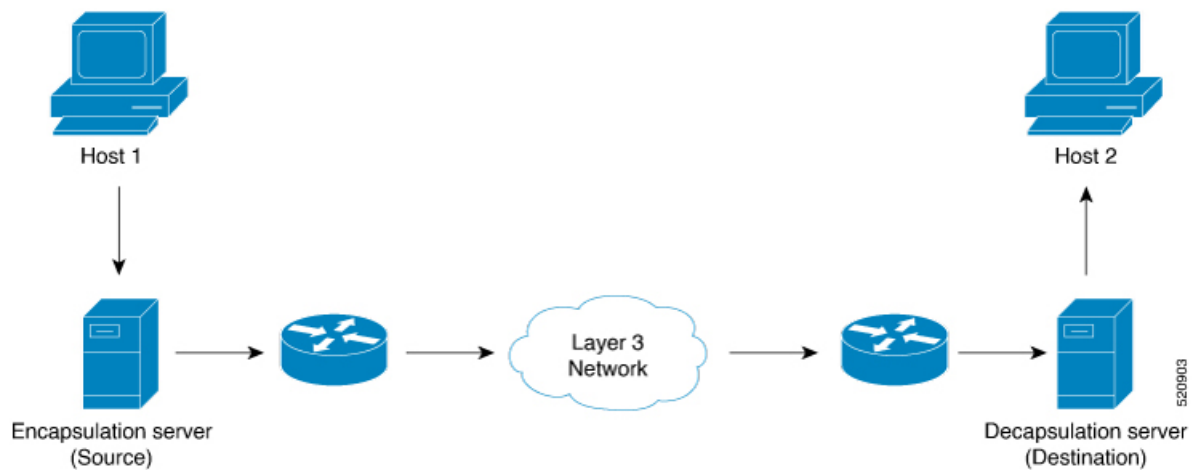 Host 1
Host 2
Layer 3
Network
Encapsulation server
(Source)
Decapsulation server
(Destination)
520903